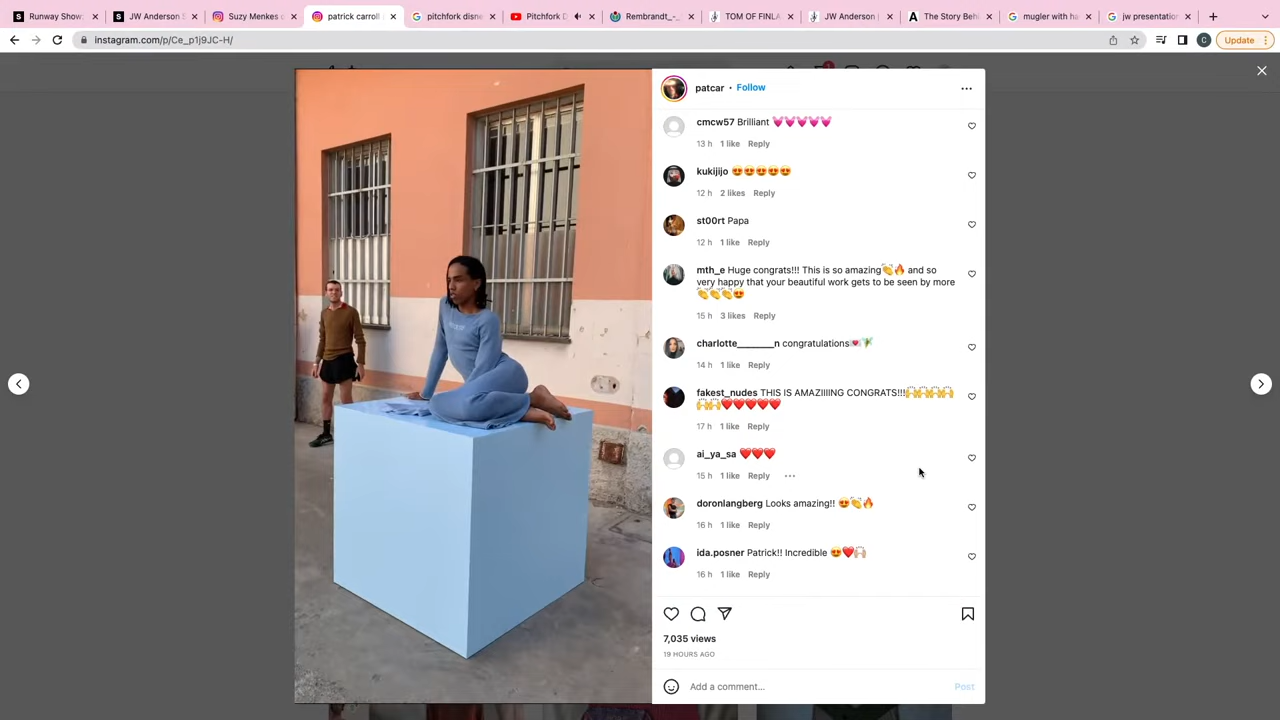 Runway Show:
JW Anderson S
Suzy Menkes o
patrick carroll
pitchfork disne
Pitchfork D
Rembrandt_-_
TOM OF FINLA
JW Anderson |
The Story Behi
mugler with ha
jw presentation
instagram.com/p/Ce_p1j9JC-H/
C
Update
patcar • Follow
cmcw57 Brilliant 💓💓💓💓💓
13 h 1 like Reply
kukijijo 😍😍😍😍😍
12 h 2 likes Reply
st00rt Papa
12 h 1 like Reply
mth_e Huge congrats!!! This is so amazing👏🔥 and so
very happy that your beautiful work gets to be seen by more
👏👏👏😍
15 h 3 likes Reply
charlotte________n congratulations💌
14 h 1 like Reply
fakest_nudes THIS IS AMAZIIIING CONGRATS!!!🙌🙌🙌🙌
🙌🙌❤️❤️❤️❤️❤️
17 h 1 like Reply
ai_ya_sa ❤️❤️❤️
15 h 1 like Reply
doronlangberg Looks amazing!! 😍👏🔥
16 h 1 like Reply
ida.posner Patrick!! Incredible 😍❤️🙌🏻
16 h 1 like Reply
7,035 views
19 HOURS AGO
Add a comment...
Post